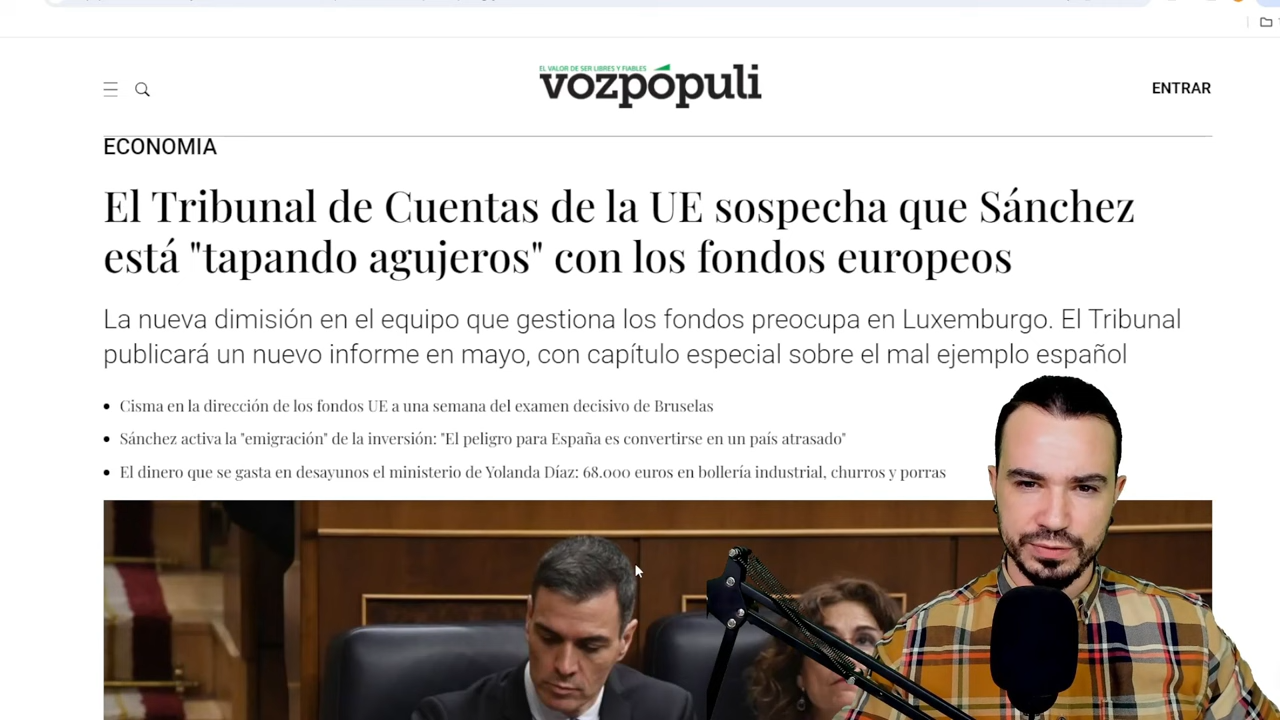 EL VALOR DE SER LIBRES Y FIABLES
vozpópuli
ENTRAR
ECONOMIA
El Tribunal de Cuentas de la UE sospecha que Sánchez
está "tapando agujeros" con los fondos europeos
La nueva dimisión en el equipo que gestiona los fondos preocupa en Luxemburgo. El Tribunal
publicará un nuevo informe en mayo, con capítulo especial sobre el mal ejemplo español
Cisma en la dirección de los fondos UE a una semana del examen decisivo de Bruselas
Sánchez activa la "emigración" de la inversión: "El peligro para España es convertirse en un país atrasado"
El dinero que se gasta en desayunos el ministerio de Yolanda Díaz: 68.000 euros en bollería industrial, churros y porras